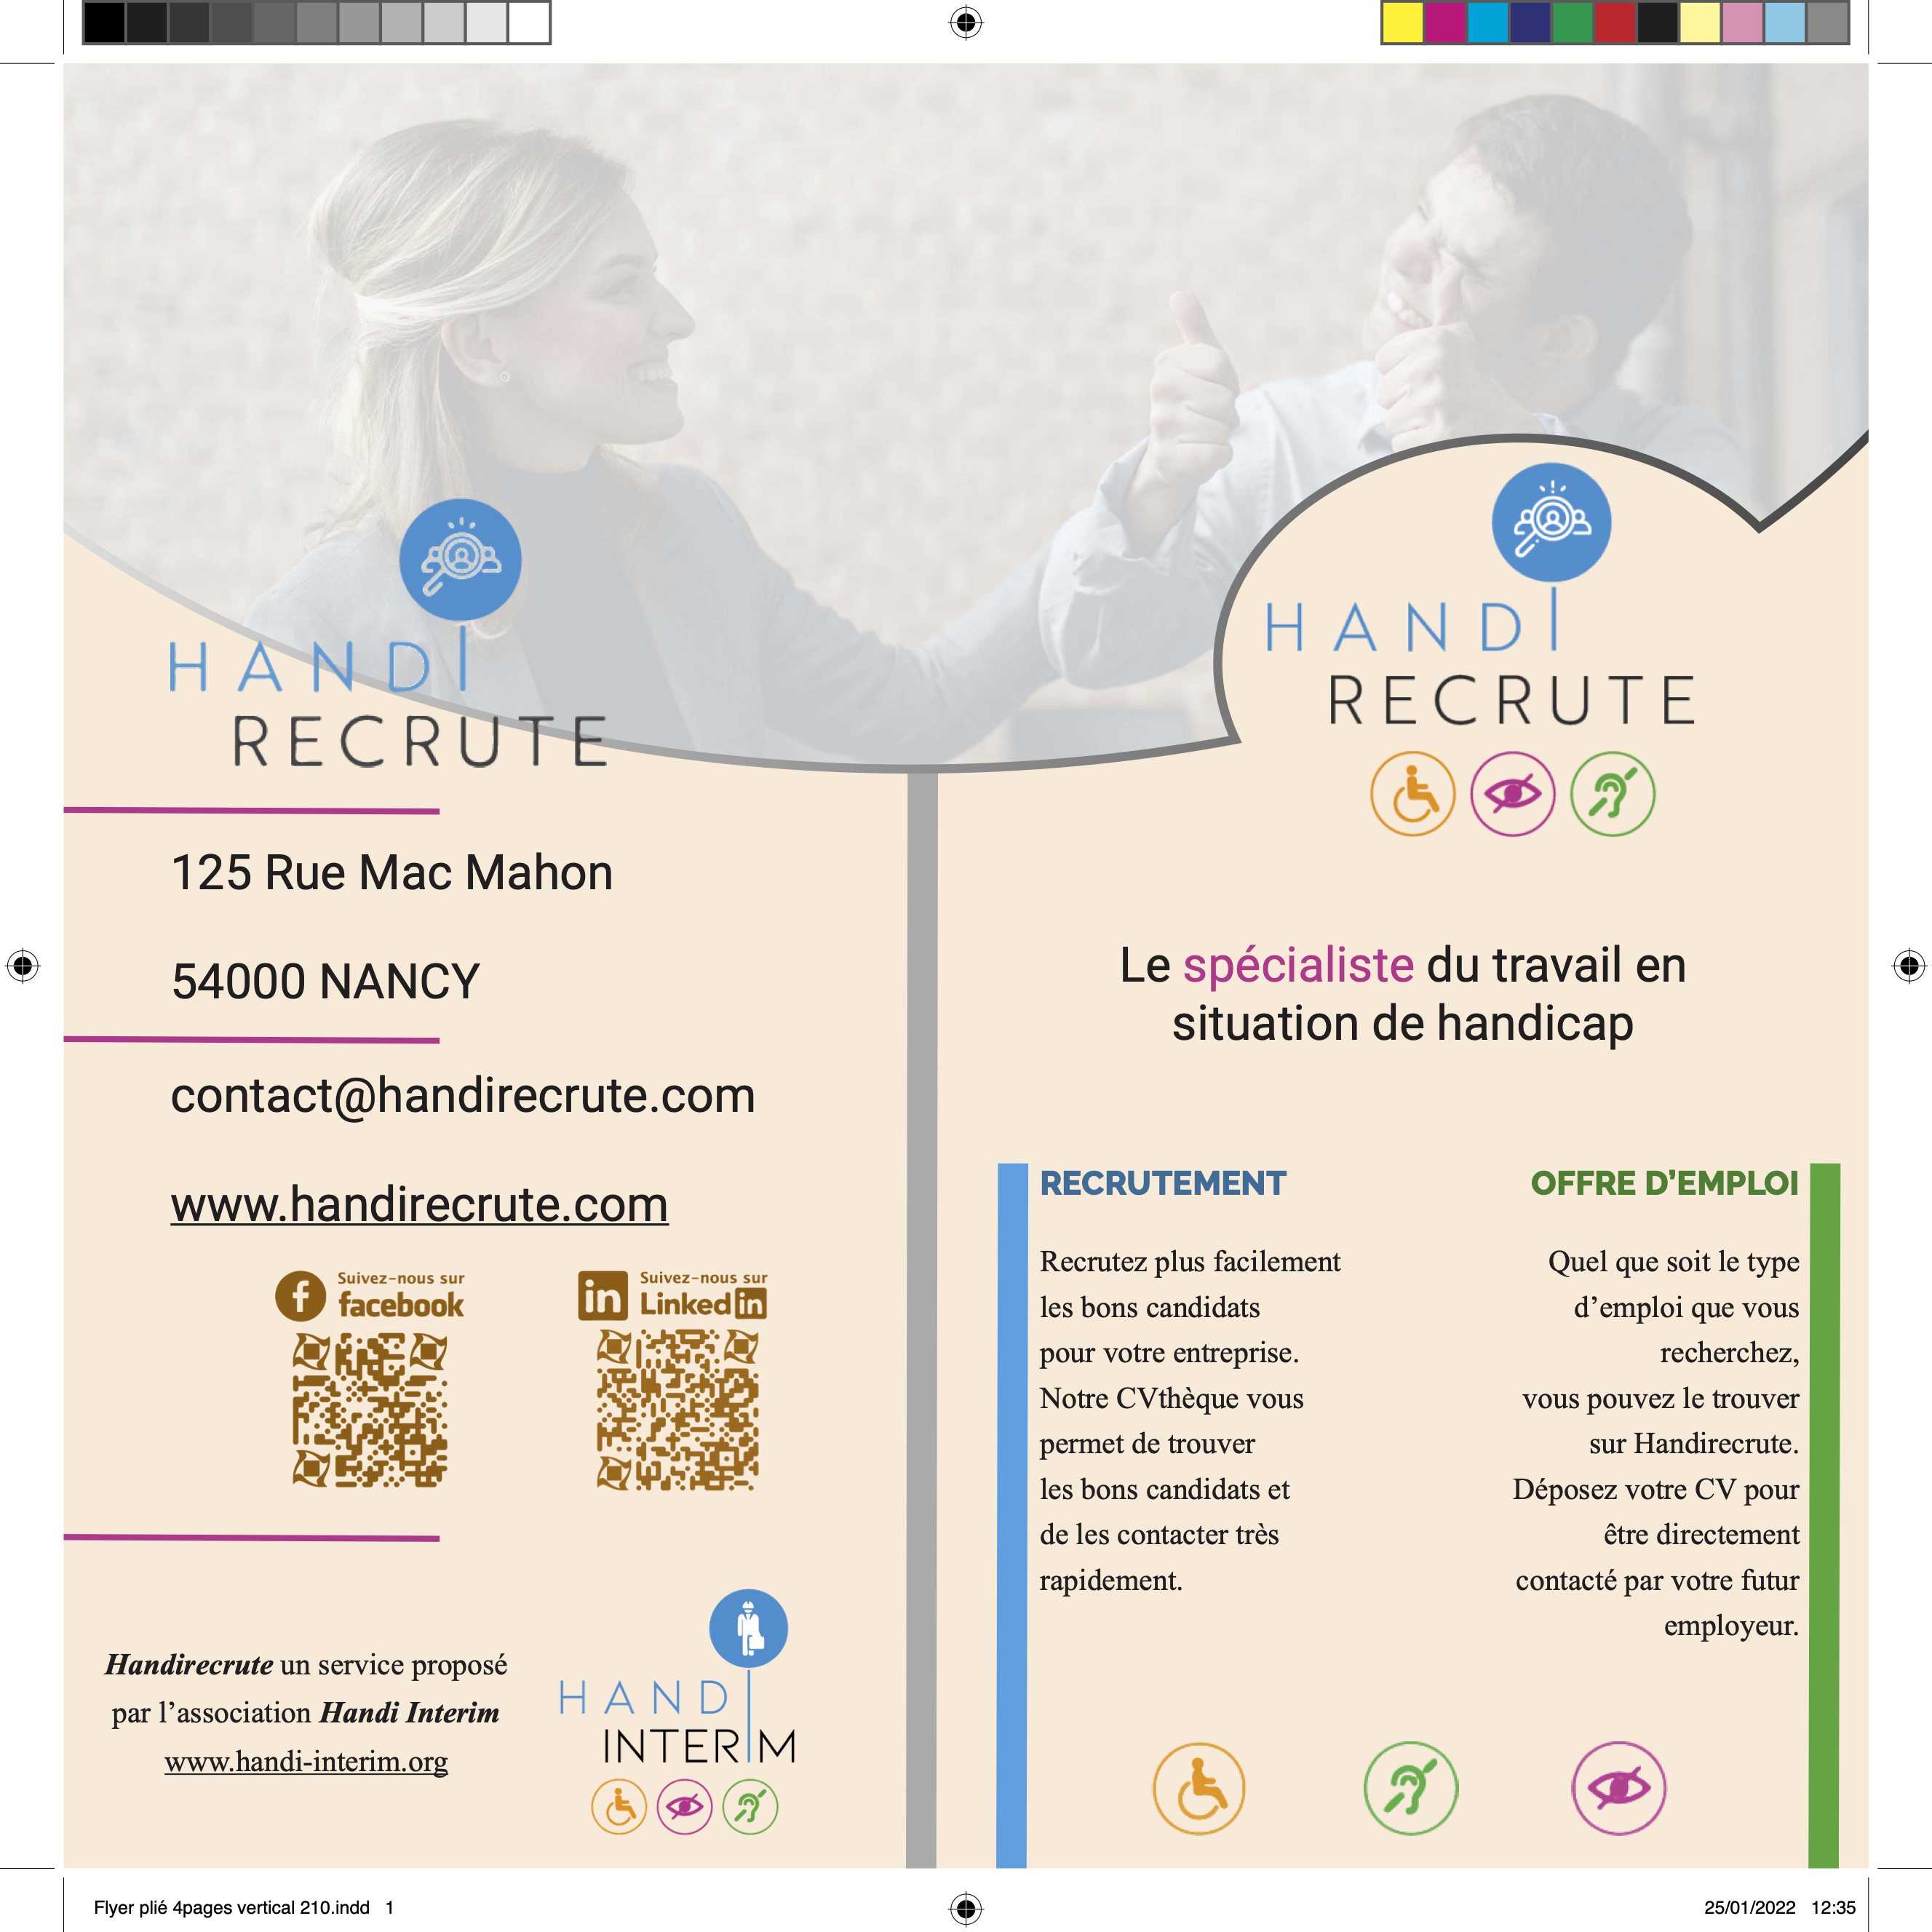 HANDI
RECRUTE
125 Rue Mac Mahon
54000 NANCY
contact@handirecrute.com
www.handirecrute.com
Suivez-nous sur
facebook
in
Suivez-nous sur
Linked in
Handirecrute un service proposé
par l’association Handi Interim
www.handi-interim.org
HANDI
INTERIM
HANDI
RECRUTE
Le spécialiste du travail en
situation de handicap
RECRUTEMENT
Recrutez plus facilement
les bons candidats
pour votre entreprise.
Notre CVthèque vous
permet de trouver
les bons candidats et
de les contacter très
rapidement.
OFFRE D’EMPLOI
Quel que soit le type
d’emploi que vous
recherchez,
vous pouvez le trouver
sur Handirecrute.
Déposez votre CV pour
être directement
contacté par votre futur
employeur.
Flyer plié 4pages vertical 210.indd 1
25/01/2022 12:35